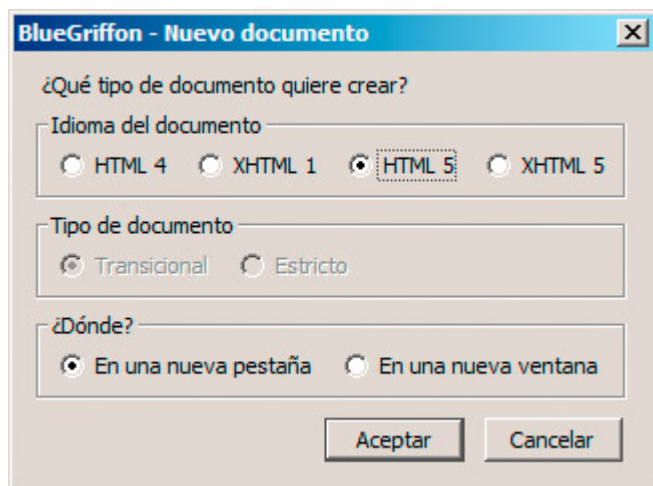 BlueGriffon - Nuevo documento
¿Qué tipo de documento quiere crear?
Idioma del documento
HTML 4 XHTML 1 HTML 5 XHTML 5
Tipo de documento
Transicional Estricto
¿Dónde?
En una nueva pestaña En una nueva ventana
Aceptar Cancelar